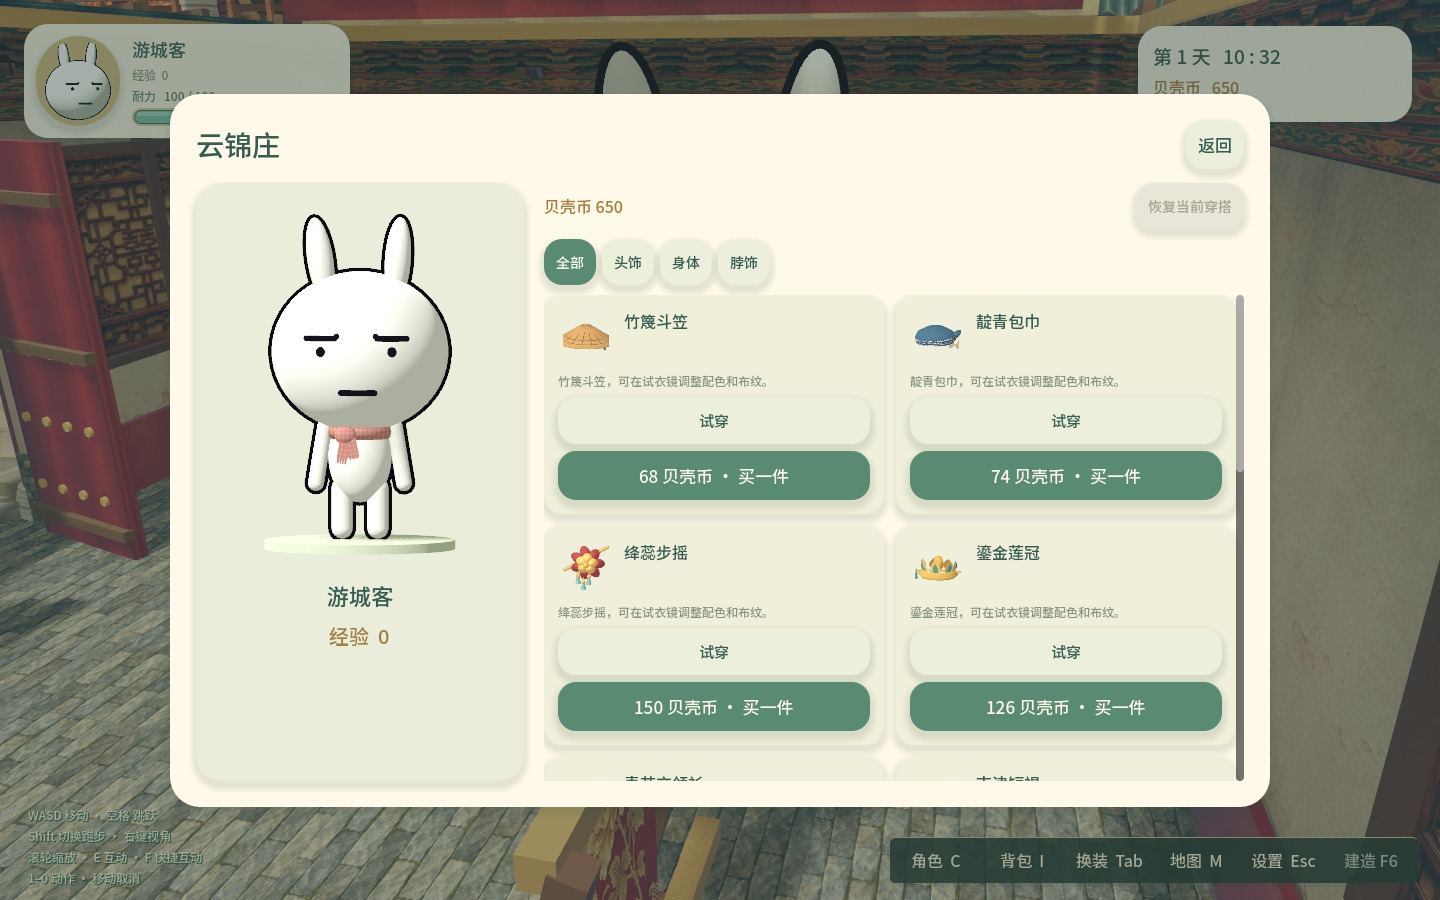 游城客
经验 0
耐力 100 / 100
第 1 天 10 : 32
贝壳币 650
云锦庄
返回
贝壳币 650
恢复当前穿搭
全部 头饰 身体 脖饰
竹篾斗笠
竹篾斗笠，可在试衣镜调整配色和布纹。
试穿
68 贝壳币 · 买一件
靛青包巾
靛青包巾，可在试衣镜调整配色和布纹。
试穿
74 贝壳币 · 买一件
绛蕊步摇
绛蕊步摇，可在试衣镜调整配色和布纹。
试穿
150 贝壳币 · 买一件
鎏金莲冠
鎏金莲冠，可在试衣镜调整配色和布纹。
试穿
126 贝壳币 · 买一件
游城客
经验 0
WASD 移动 · 空格 跳跃
Shift 切换跑步 · 右键视角
滚轮缩放 · E 互动 · F 快捷互动
1-0 动作 · 移动取消
角色 C 背包 I 换装 Tab 地图 M 设置 Esc 建造 F6